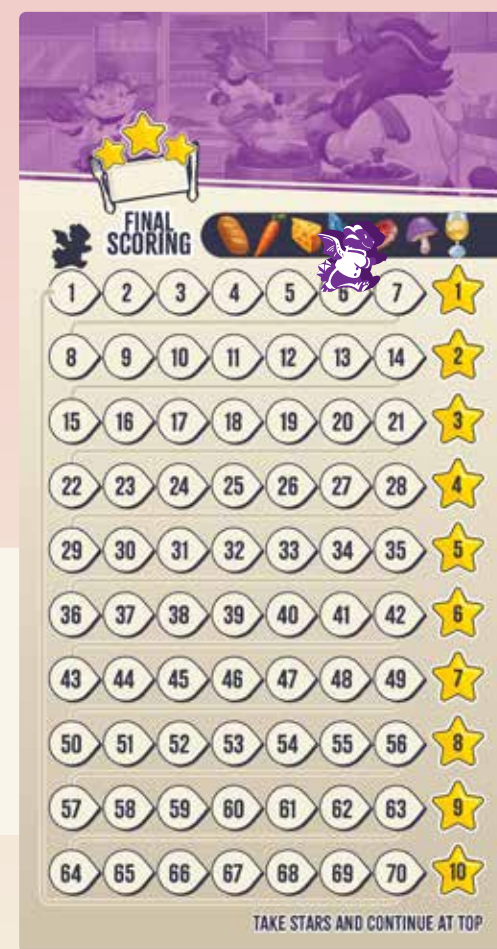 FINAL
SCORING
1 2 3 4 5 6 7 1
8 9 10 11 12 13 14 2
15 16 17 18 19 20 21 3
22 23 24 25 26 27 28 4
29 30 31 32 33 34 35 5
36 37 38 39 40 41 42 6
43 44 45 46 47 48 49 7
50 51 52 53 54 55 56 8
57 58 59 60 61 62 63 9
64 65 66 67 68 69 70 10
TAKE STARS AND CONTINUE AT TOP